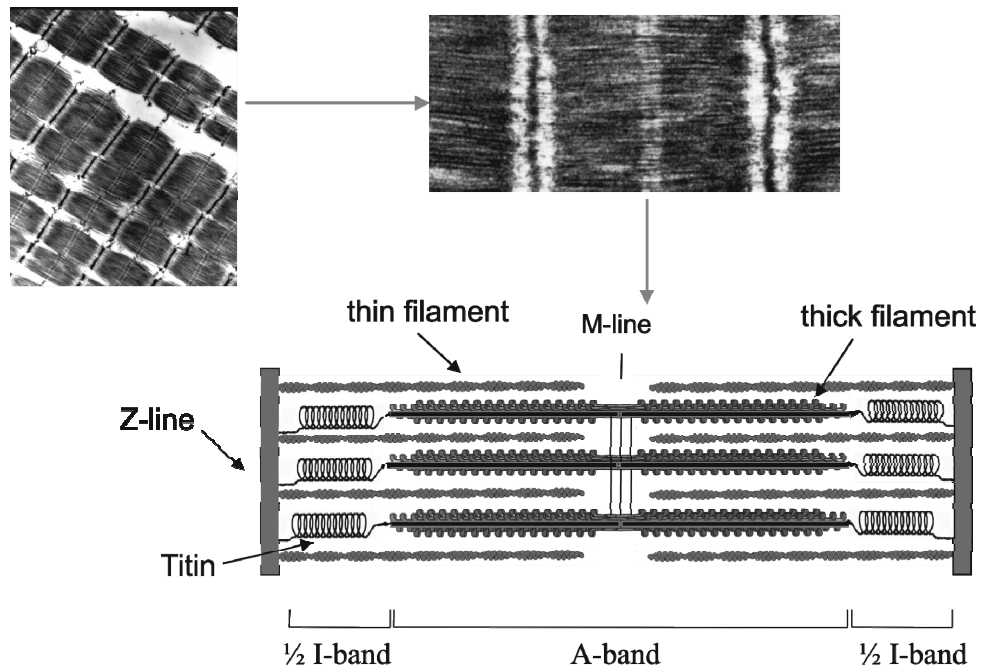 thin filament
M-line
thick filament
Z-line
Titin
½ I-band
A-band
½ I-band